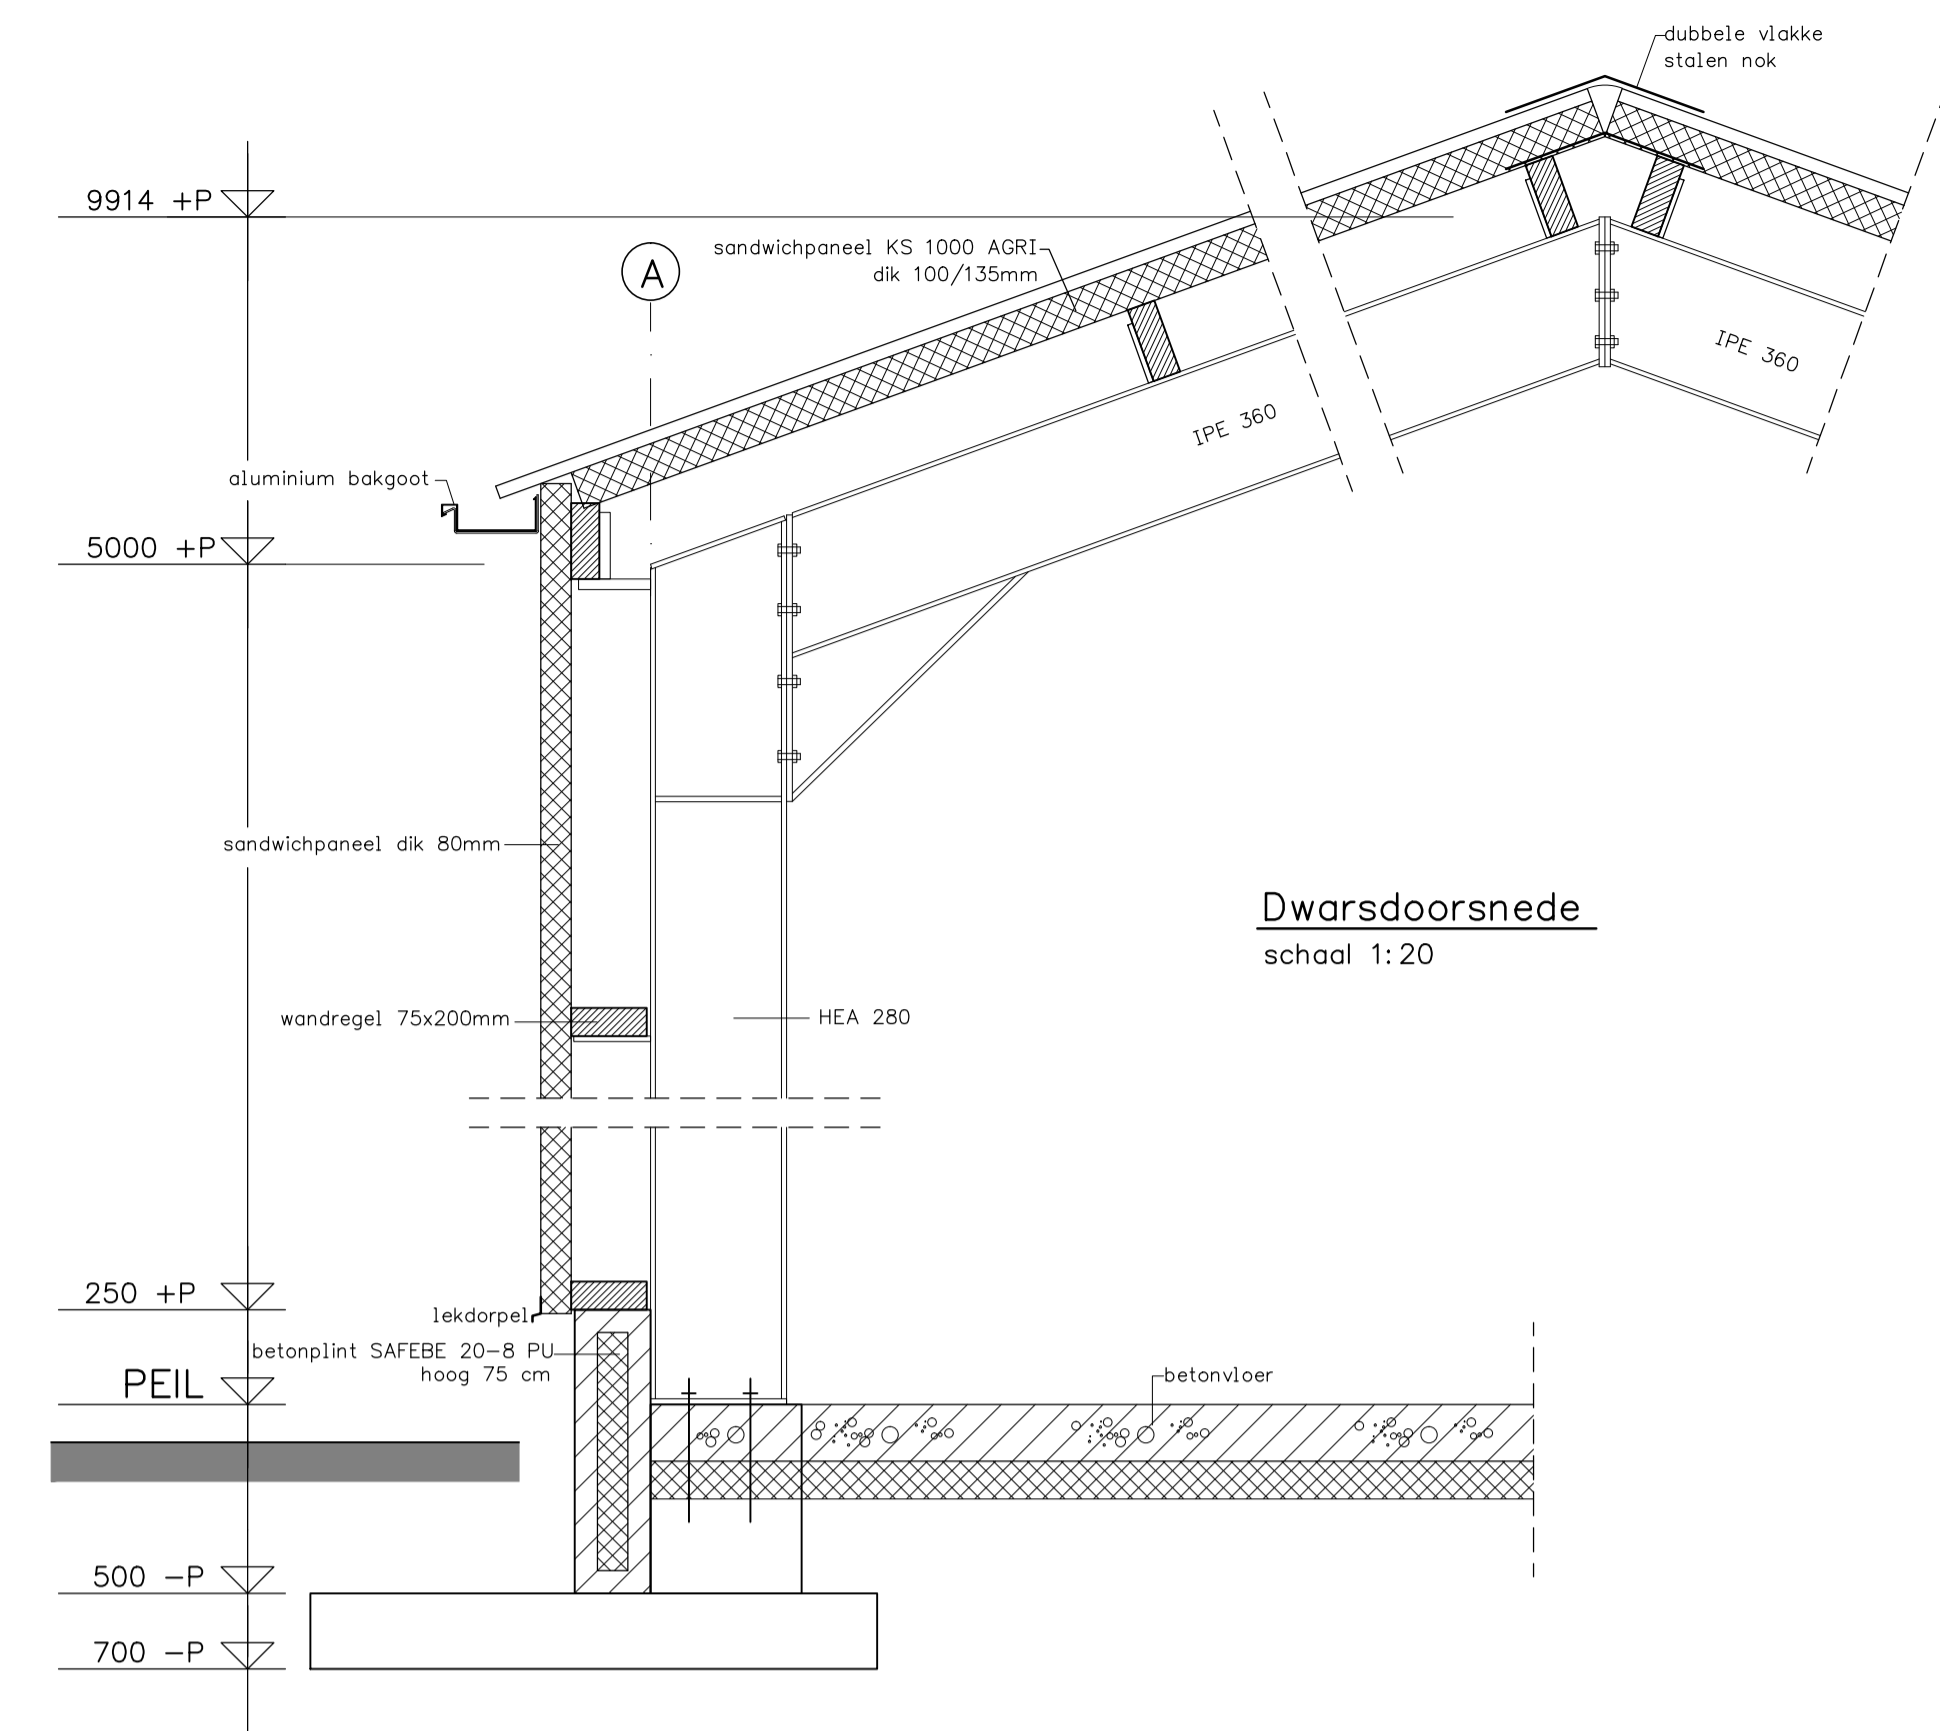 dubbele vlakke
stalen nok
9914 +P
A
sandwichpaneel KS 1000 AGRI
dik 100/135mm
IPE 360
IPE 360
aluminium bakgoot
5000 +P
sandwichpaneel dik 80mm
Dwarsdoorsnede
schaal 1:20
wandregel 75x200mm
HEA 280
250 +P
lekdorpel
betonplint SAFEBE 20-8 PU
hoog 75 cm
PEIL
betonvloer
500 -P
700 -P